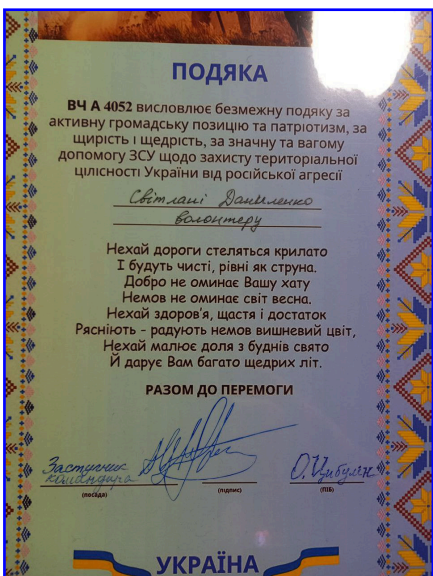 ПОДЯКА
ВЧ А 4052 висловлює безмежну подяку за
активну громадську позицію та патріотизм, за
щирість і щедрість, за значну та вагому
допомогу ЗСУ щодо захисту територіальної
цілісності України від російської агресії
Світлані Даниленко
волонтеру
Нехай дороги стеляться крилато
І будуть чисті, рівні як струна.
Добро не оминає Вашу хату
Немов не оминає світ весна.
Нехай здоров'я, щастя і достаток
Рясніють - радують немов вишневий цвіт,
Нехай малює доля з буднів свято
Й дарує Вам багато щедрих літ.
РАЗОМ ДО ПЕРЕМОГИ
Заступник
командира
О. Цибульн
(посада) (підпис) (ПІБ)
УКРАЇНА